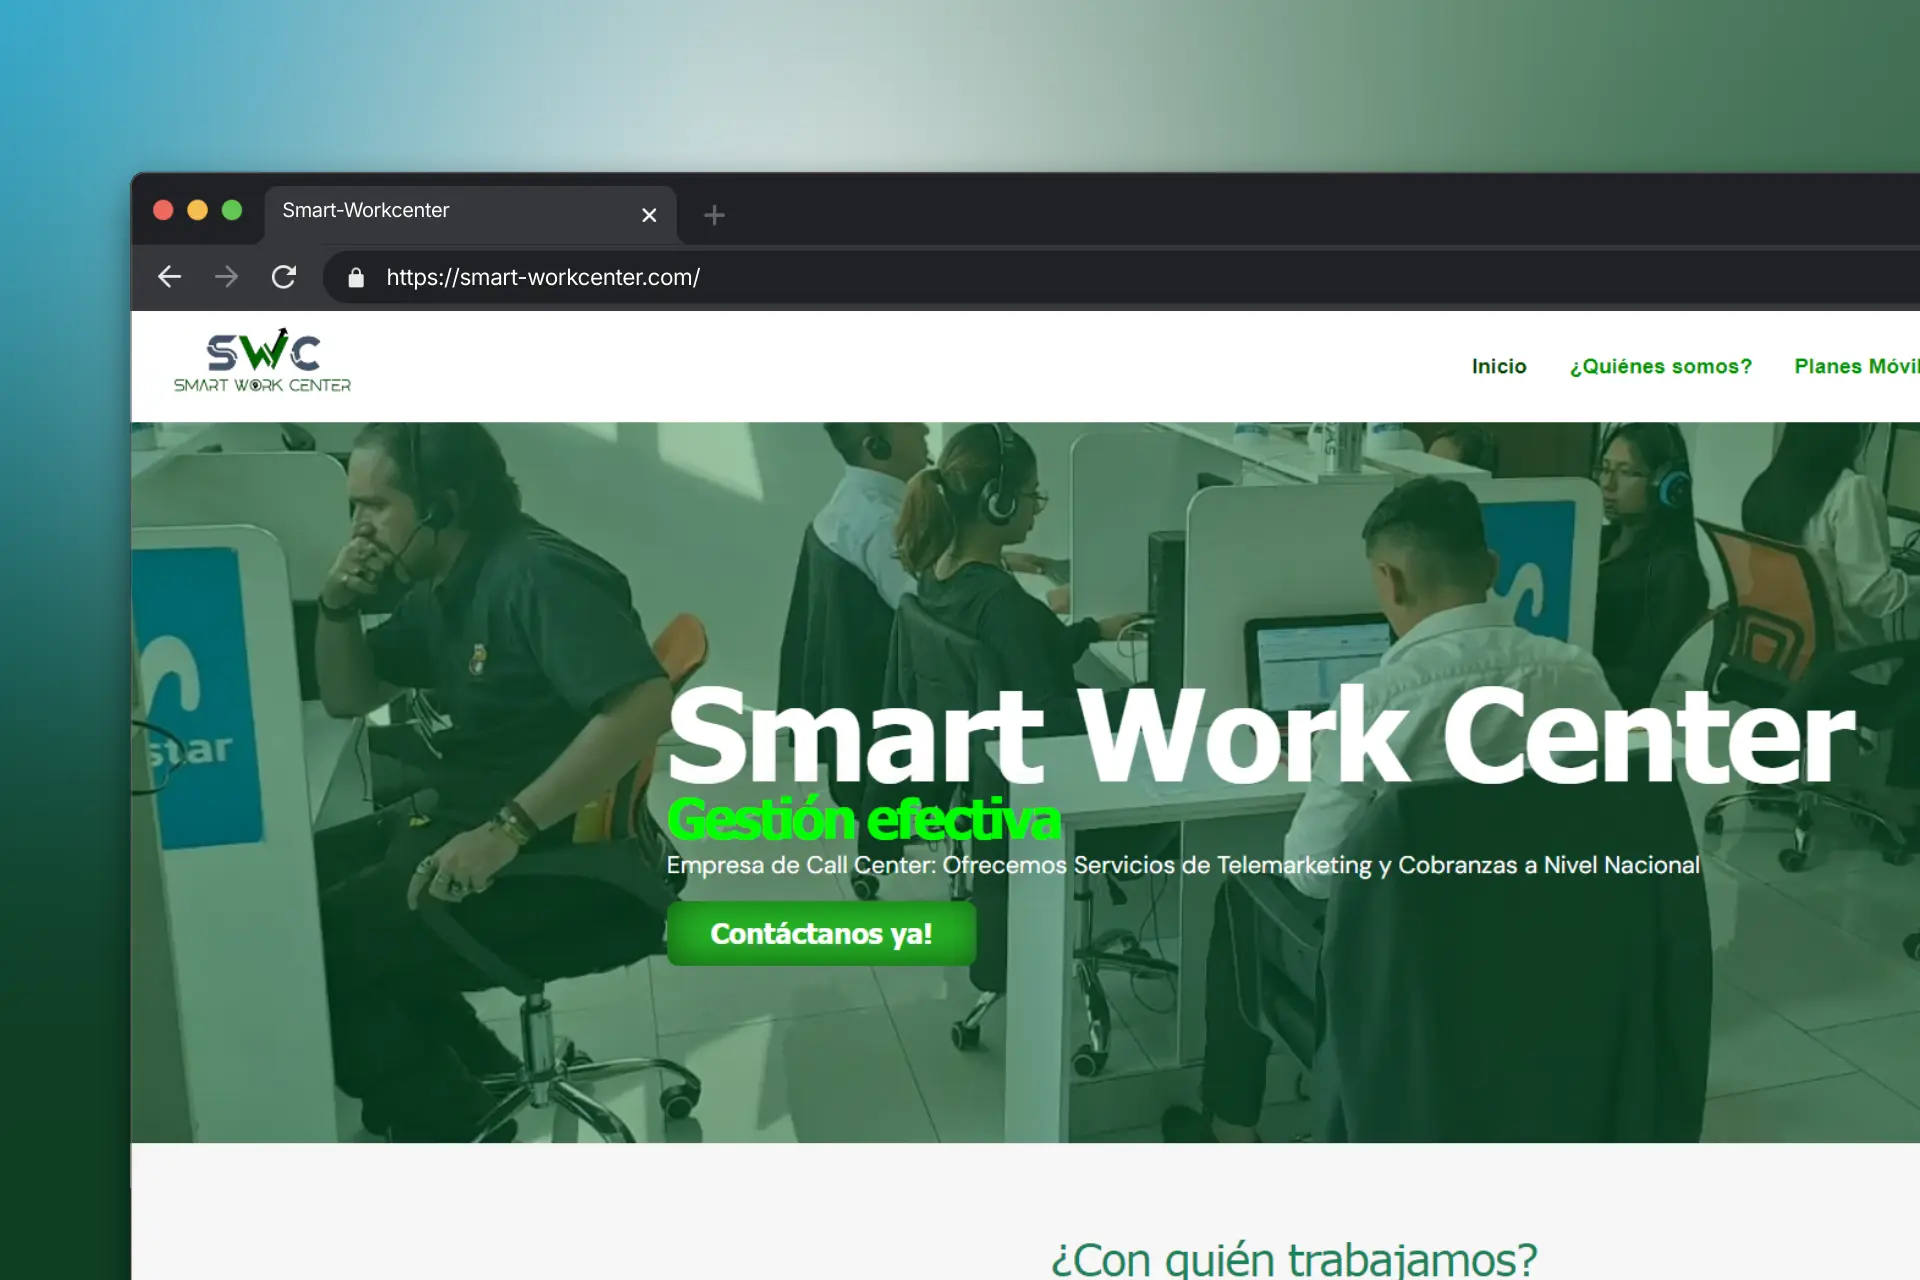 Smart-Workcenter
https://smart-workcenter.com/
SWC
SMART WORK CENTER
Inicio ¿Quiénes somos? Planes Móvil
star
Smart Work Center
Gestión efectiva
Empresa de Call Center: Ofrecemos Servicios de Telemarketing y Cobranzas a Nivel Nacional
Contáctanos ya!
¿Con quién trabajamos?